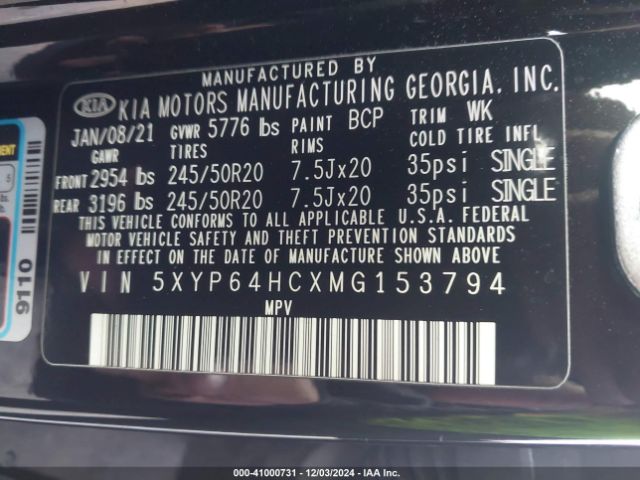 MANUFACTURED BY
KIA KIA MOTORS MANUFACTURING GEORGIA, INC.
JAN/08/21 GVWR 5776 lbs PAINT BCP TRIM WK
GAWR TIRES RIMS COLD TIRE INFL
FRONT 2954 lbs 245/50R20 7.5Jx20 35psi SINGLE
REAR 3196 lbs 245/50R20 7.5Jx20 35psi SINGLE
THIS VEHICLE CONFORMS TO ALL APPLICABLE U.S.A. FEDERAL
MOTOR VEHICLE SAFETY AND THEFT PREVENTION STANDARDS
IN EFFECT ON THE DATE OF MANUFACTURE SHOWN ABOVE
VIN 5XYP64HCXMG153794
MPV
9110
000-41000731 - 12/03/2024 - IAA Inc.